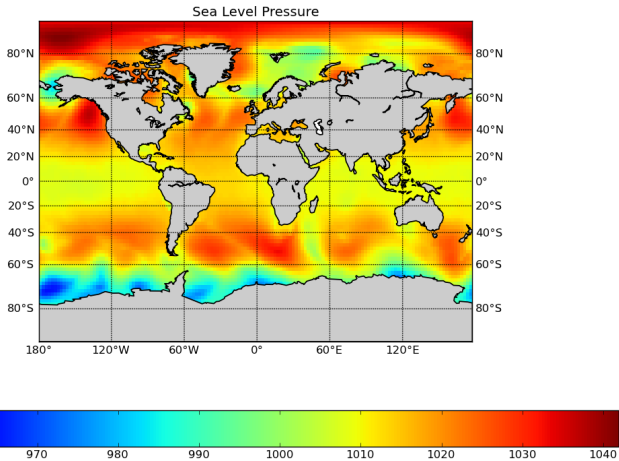 Sea Level Pressure
80°N 80°N
60°N 60°N
40°N 40°N
20°N 20°N
0° 0°
20°S 20°S
40°S 40°S
60°S 60°S
80°S 80°S
180° 120°W 60°W 0° 60°E 120°E
970 980 990 1000 1010 1020 1030 1040